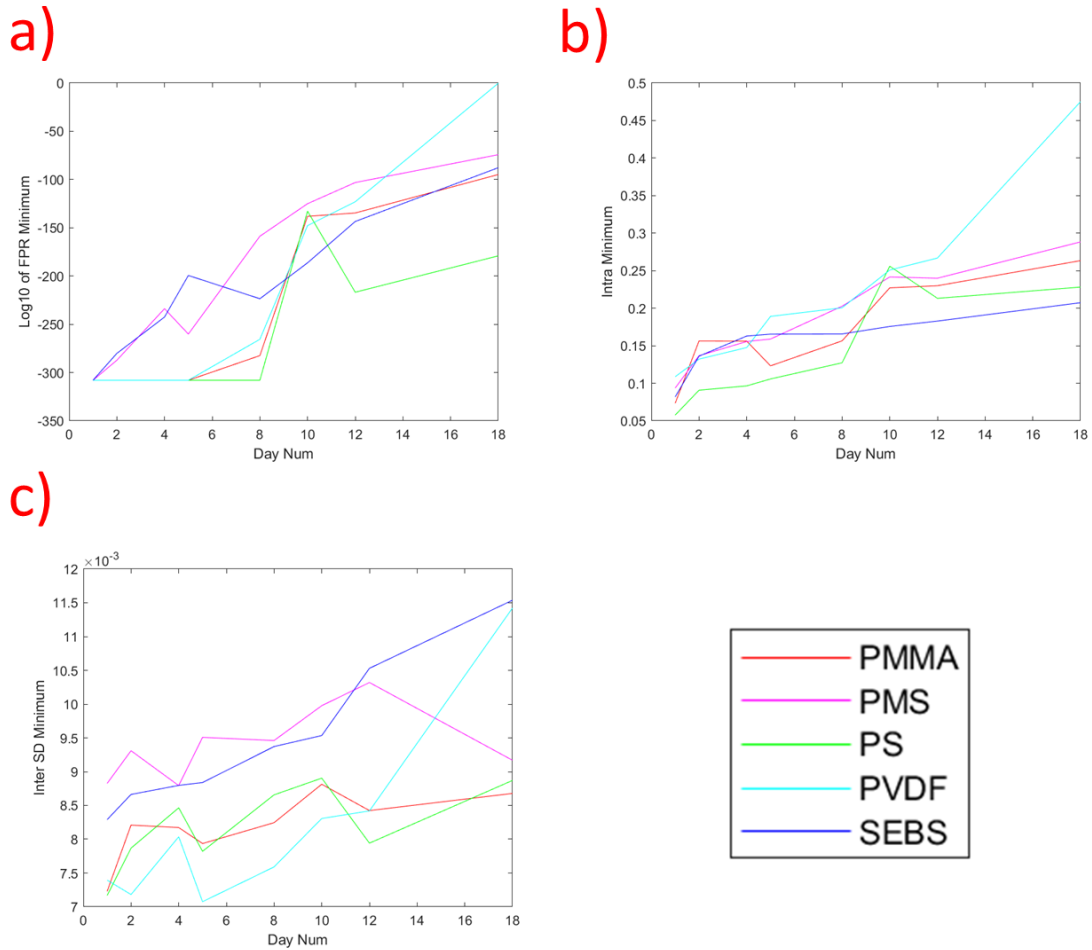 a)
0
-50
-100
-150
-200
-250
-300
-350
Log10 of FPR Minimum
0 2 4 6 8 10 12 14 16 18
Day Num
b)
0.5
0.45
0.4
0.35
0.3
0.25
0.2
0.15
0.1
0.05
Intra Minimum
0 2 4 6 8 10 12 14 16 18
Day Num
c)
×10-3
12
11.5
11
10.5
10
9.5
9
8.5
8
7.5
7
Inter SD Minimum
0 2 4 6 8 10 12 14 16 18
Day Num
PMMA
PMS
PS
PVDF
SEBS